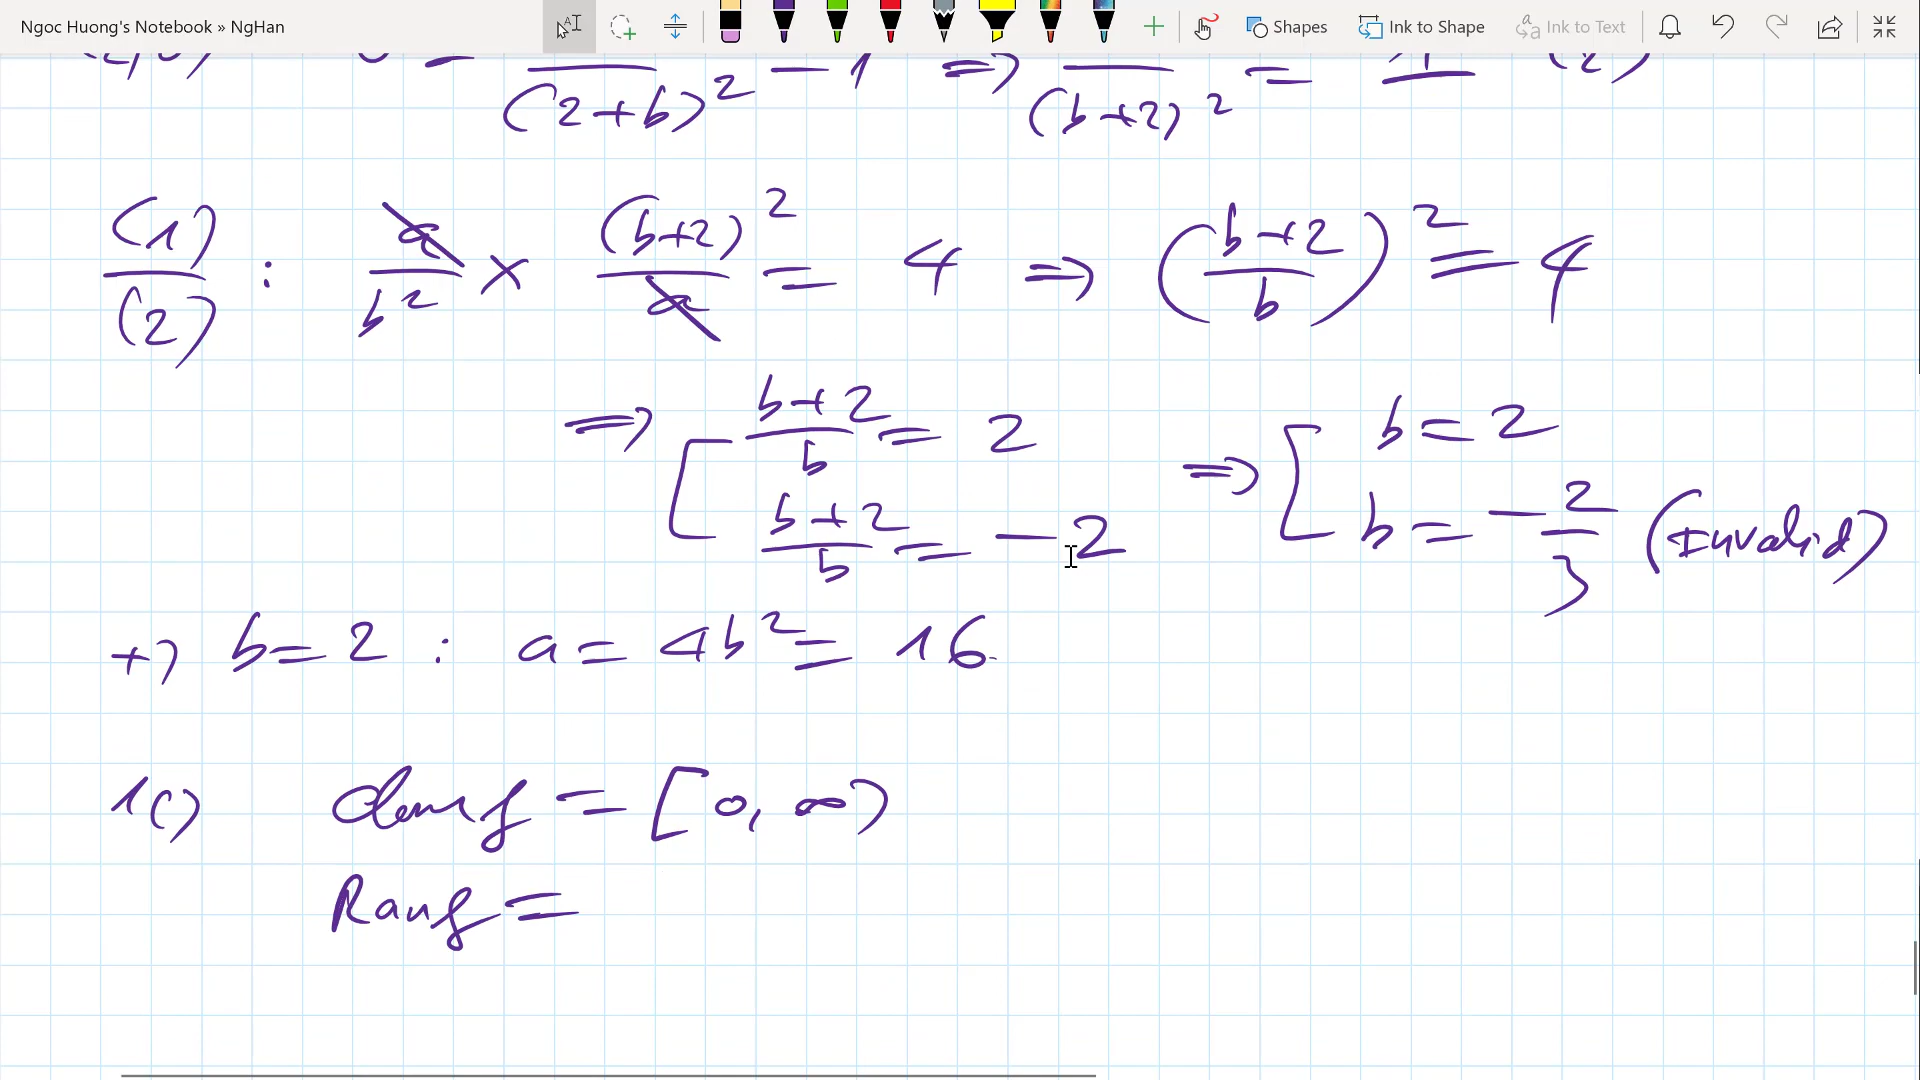 Ngoc Huong's Notebook » NgHan
Shapes
Ink to Shape
Ink to Text
(2+b)² - 1 => (b+2)² =
(1)/(2) : a/b² × (b+2)²/a = 4 => ((b+2)/b)² = 4
=> [ (b+2)/b = 2 => [ b = 2
(b+2)/b = -2 b = -2/3 (Invalid)
+) b = 2 : a = 4b² = 16
1c) dom f = [0, ∞)
Ran f =